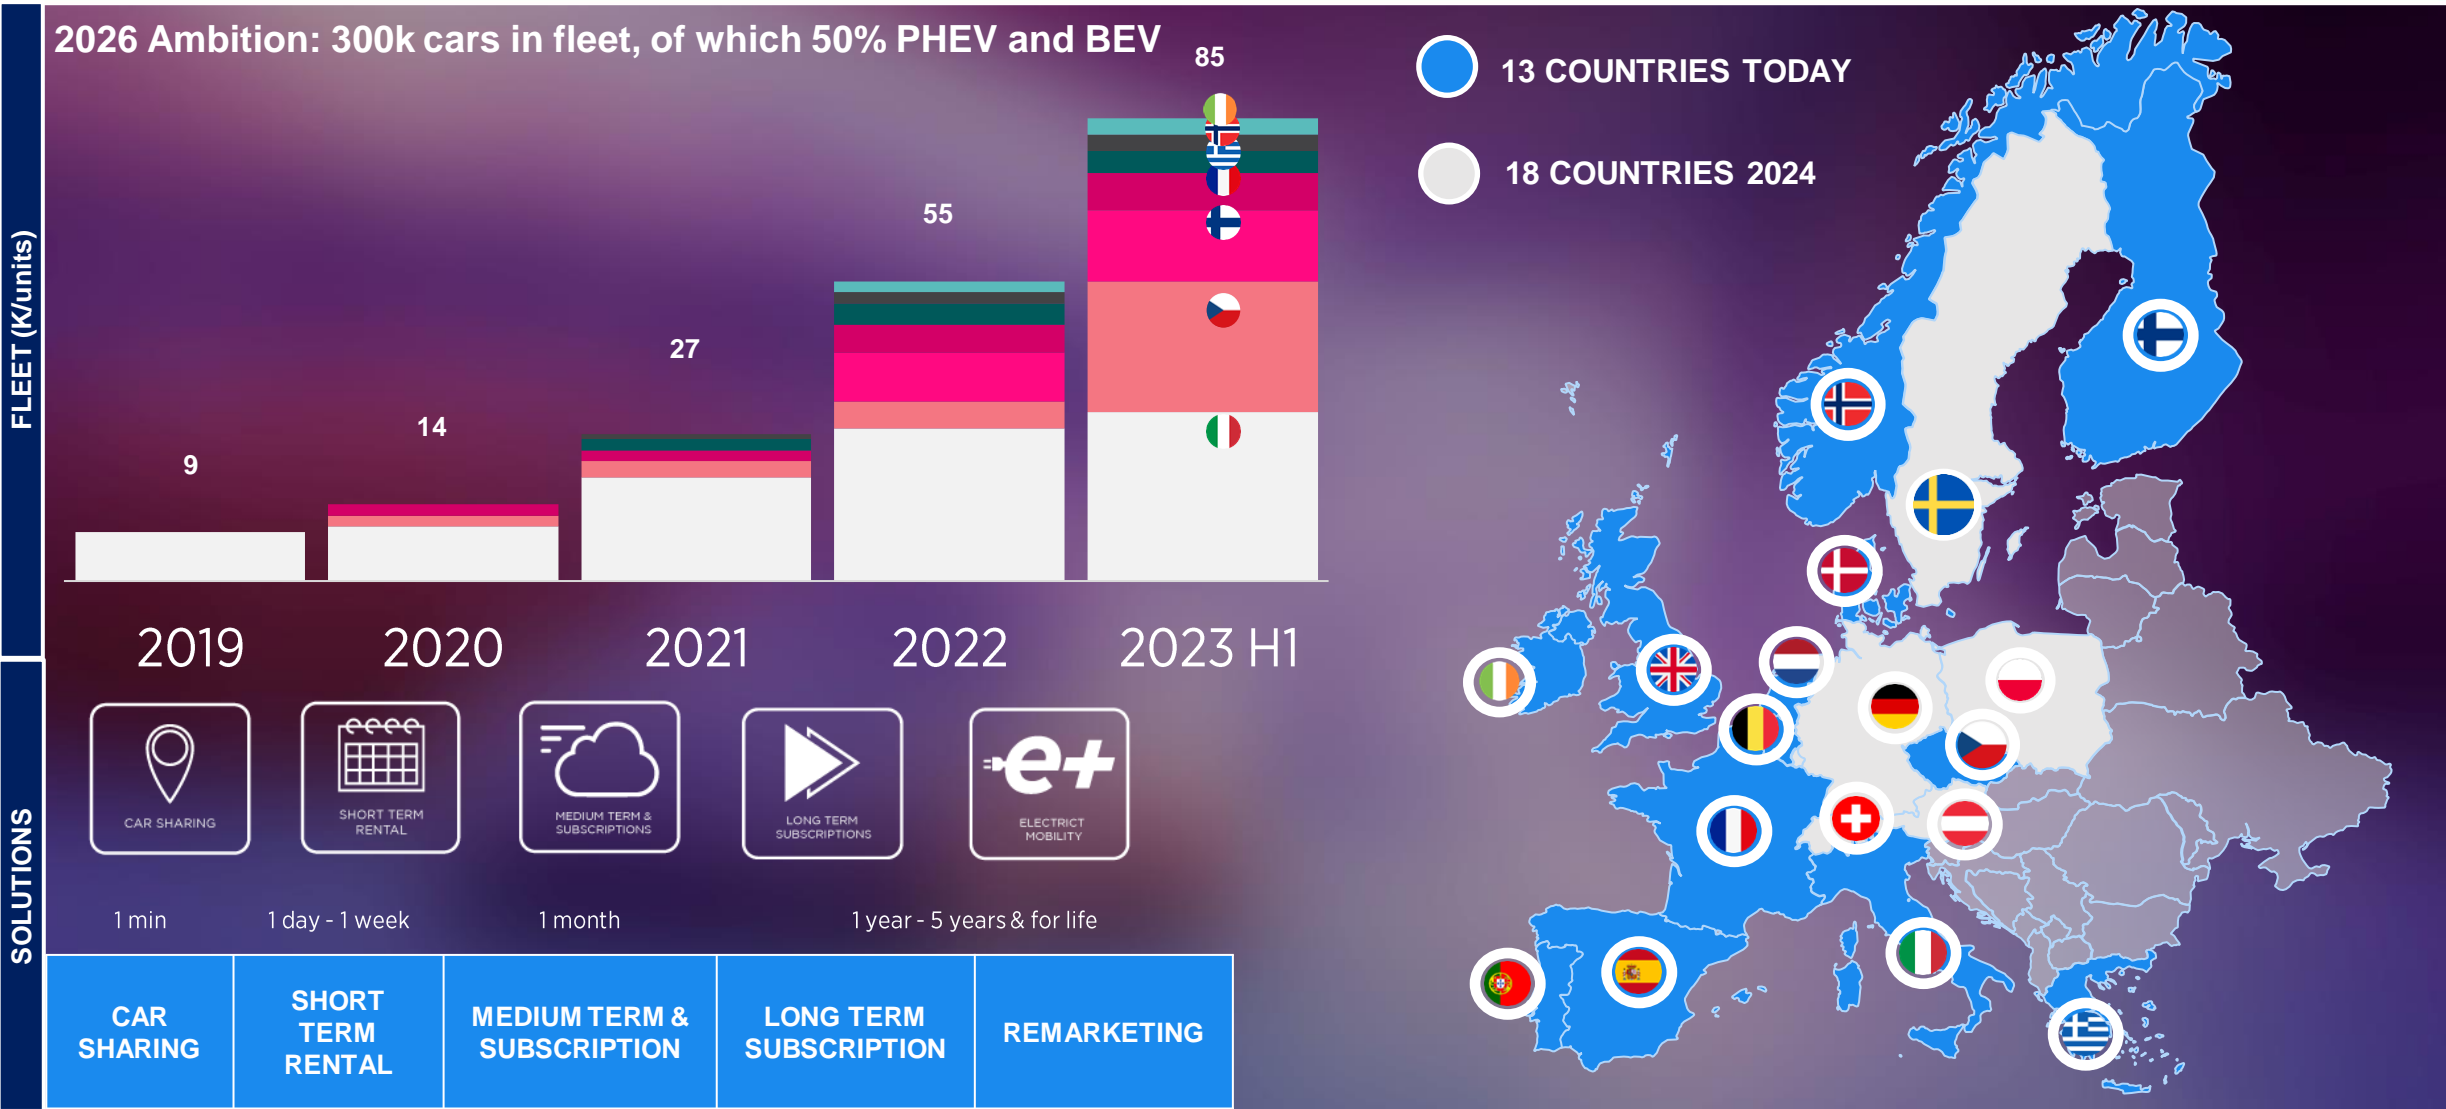 2026 Ambition: 300k cars in fleet, of which 50% PHEV and BEV
FLEET (K/units)
9
14
27
55
85
2019
2020
2021
2022
2023 H1
SOLUTIONS
CAR SHARING
SHORT TERM
RENTAL
MEDIUM TERM &
SUBSCRIPTIONS
LONG TERM
SUBSCRIPTIONS
e+
ELECTRICT
MOBILITY
1 min
1 day - 1 week
1 month
1 year - 5 years & for life
CAR
SHARING
SHORT
TERM
RENTAL
MEDIUM TERM &
SUBSCRIPTION
LONG TERM
SUBSCRIPTION
REMARKETING
13 COUNTRIES TODAY
18 COUNTRIES 2024